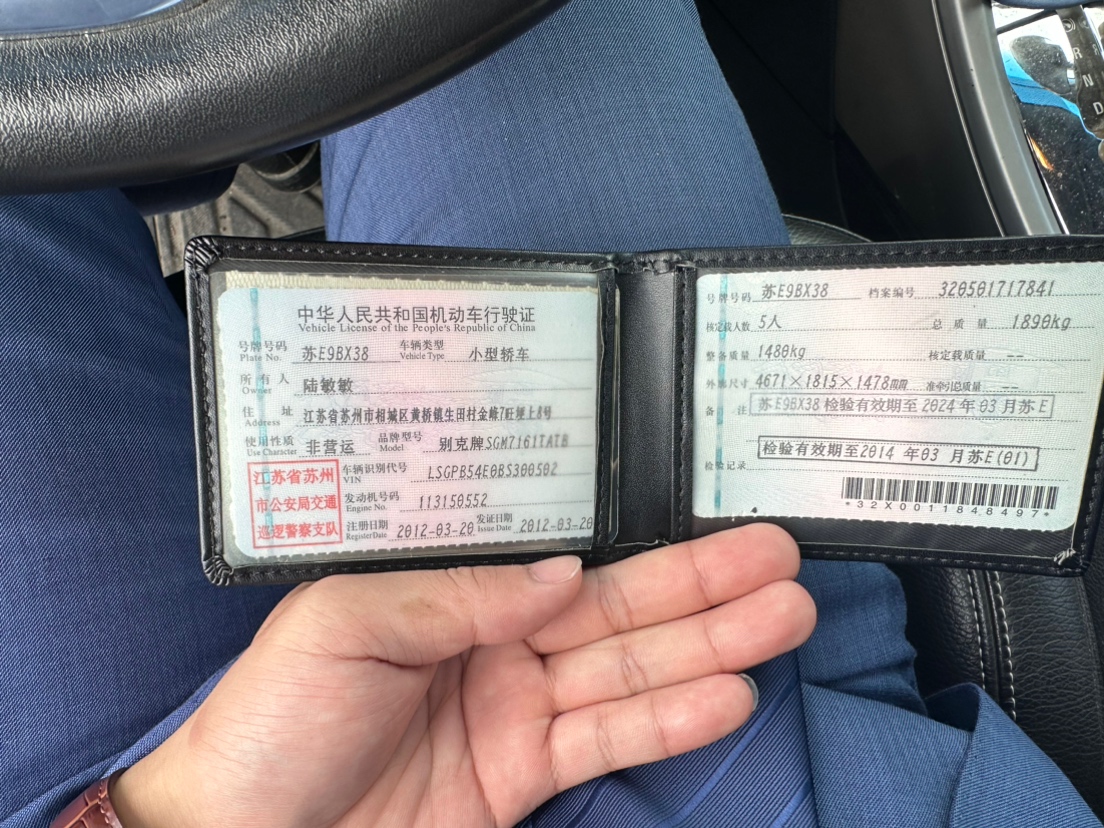 中华人民共和国机动车行驶证
Vehicle License of the People's Republic of China
号牌号码 Plate No. 苏E9BX38 车辆类型 Vehicle Type 小型轿车
所有人 Owner 陆敏敏
住址 Address 江苏省苏州市相城区黄桥镇生田村金峰 旺坝上8号
使用性质 Use Character 非营运 品牌型号 Model 别克牌SGM7161TATB
江苏省苏州
市公安局交通
巡逻警察支队
车辆识别代号 VIN LSGPB54E0BS300502
发动机号码 Engine No. 113150552
注册日期 Register Date 2012-03-20 发证日期 Issue Date 2012-03-20
号牌号码 苏E9BX38 档案编号 320501717841
核定载人数 5人 总质量 1890kg
整备质量 1480kg 核定载质量 --
外廓尺寸 4671×1815×1478mm 准牵引总质量 --
备注 苏E9BX38 检验有效期至2024年03月苏E
检验记录 检验有效期至2014年03月苏E(01)
*32X0011848497*
R
N
D